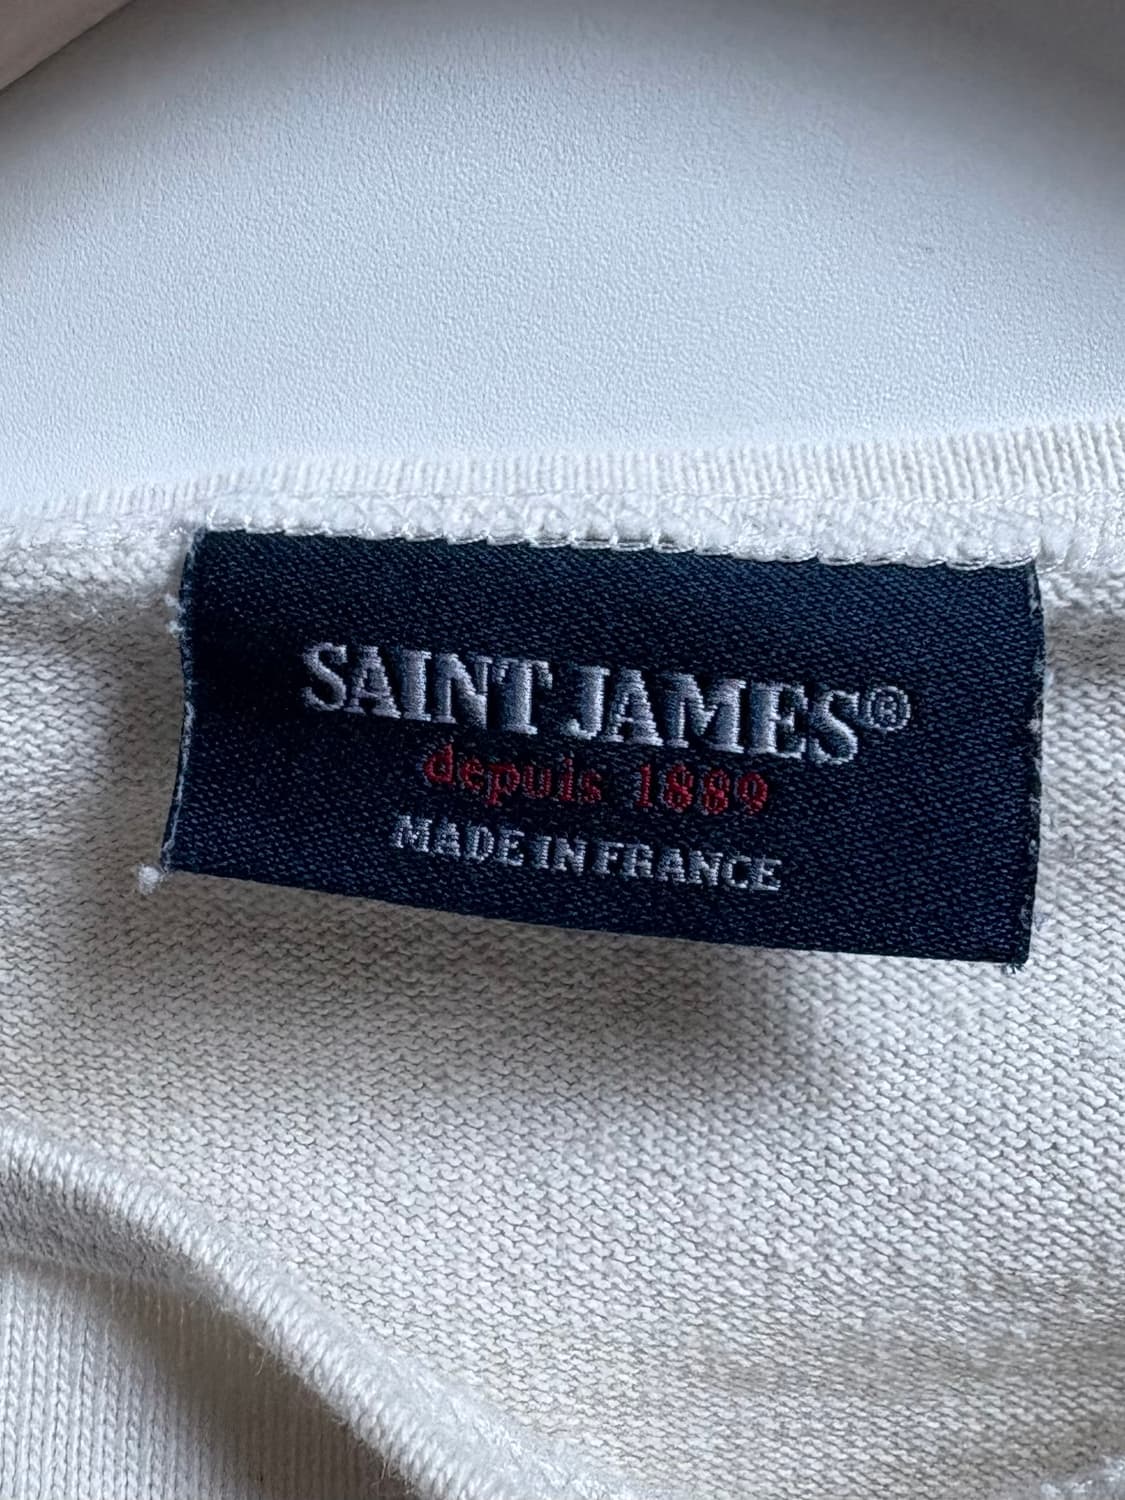 SAINT JAMES®
depuis 1889
MADE IN FRANCE